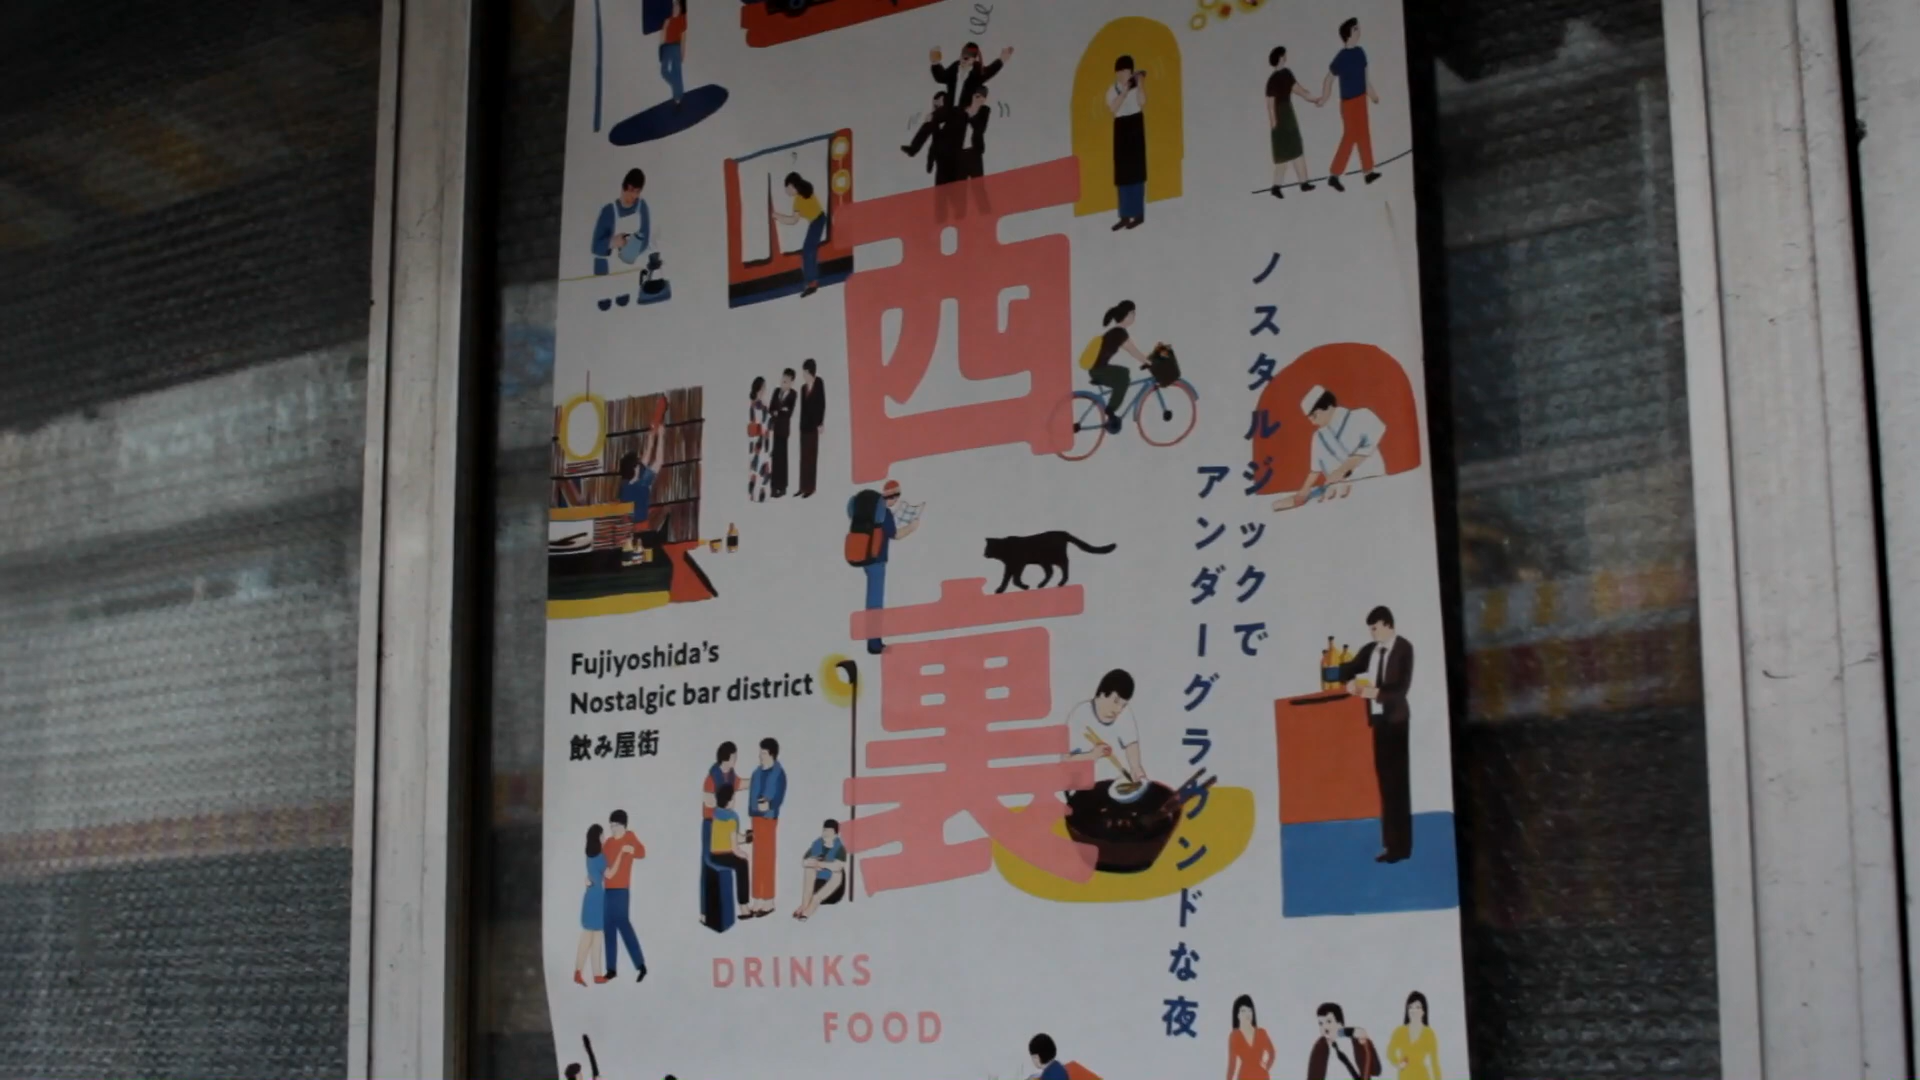 西裏
ノスタルジックで
アンダーグラウンドな夜
Fujiyoshida's
Nostalgic bar district
飲み屋街
DRINKS
FOOD